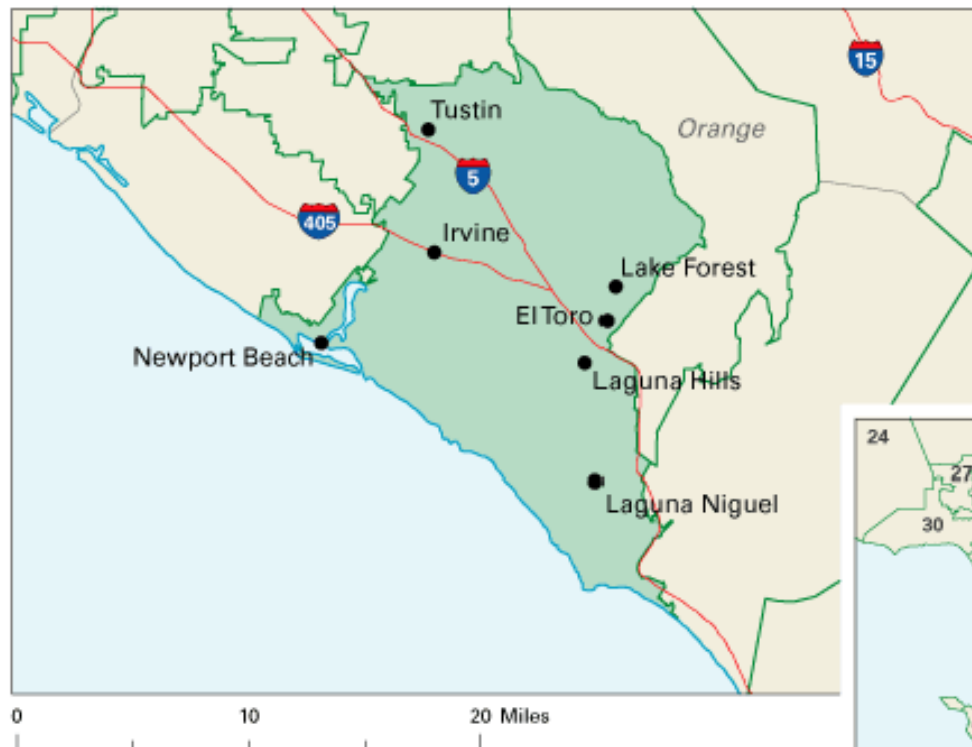 15
Tustin
Orange
5
405
Irvine
Lake Forest
El Toro
Newport Beach
Laguna Hills
24
27
Laguna Niguel
30
0 10 20 Miles